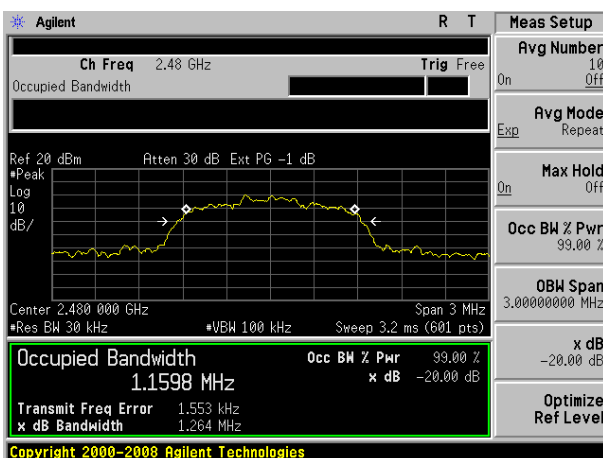 Agilent R T Meas Setup
Avg Number
10
On Off
Ch Freq 2.48 GHz Trig Free
Occupied Bandwidth
Avg Mode
Exp Repeat
Ref 20 dBm Atten 30 dB Ext PG -1 dB
#Peak
Log
10
dB/
Max Hold
On Off
Occ BW % Pwr
99.00 %
OBW Span
3.00000000 MHz
Center 2.480 000 GHz Span 3 MHz
#Res BW 30 kHz #VBW 100 kHz Sweep 3.2 ms (601 pts)
Occupied Bandwidth Occ BW % Pwr 99.00 %
1.1598 MHz x dB -20.00 dB
Transmit Freq Error 1.553 kHz
x dB Bandwidth 1.264 MHz
x dB
-20.00 dB
Optimize
Ref Level
Copyright 2000-2008 Agilent Technologies